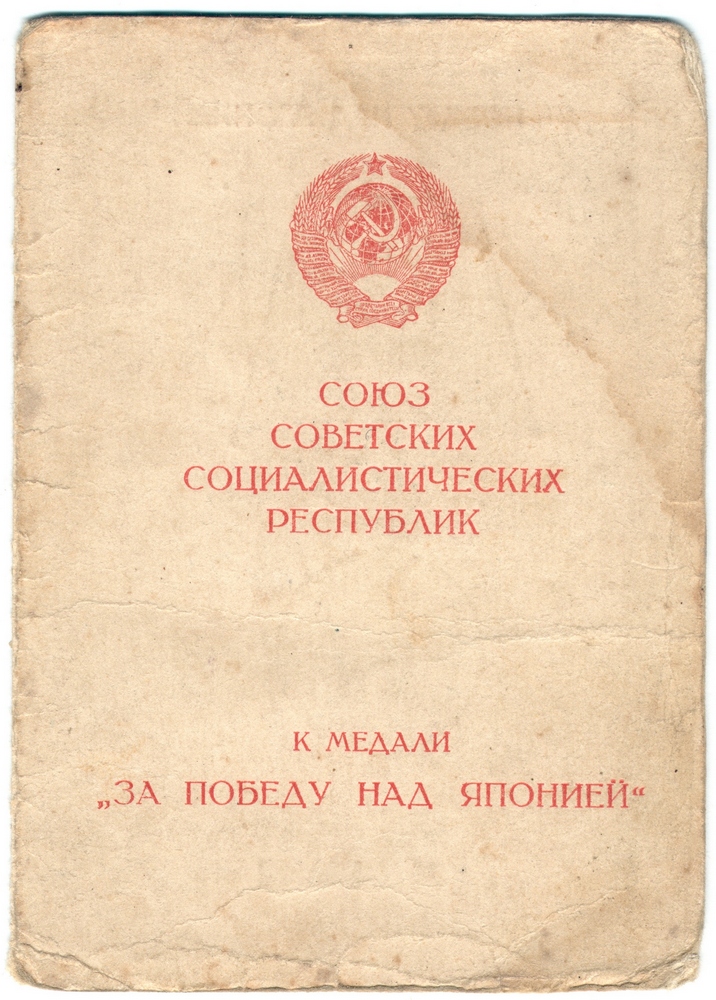 СОЮЗ
СОВЕТСКИХ
СОЦИАЛИСТИЧЕСКИХ
РЕСПУБЛИК
К МЕДАЛИ
„ЗА ПОБЕДУ НАД ЯПОНИЕЙ“